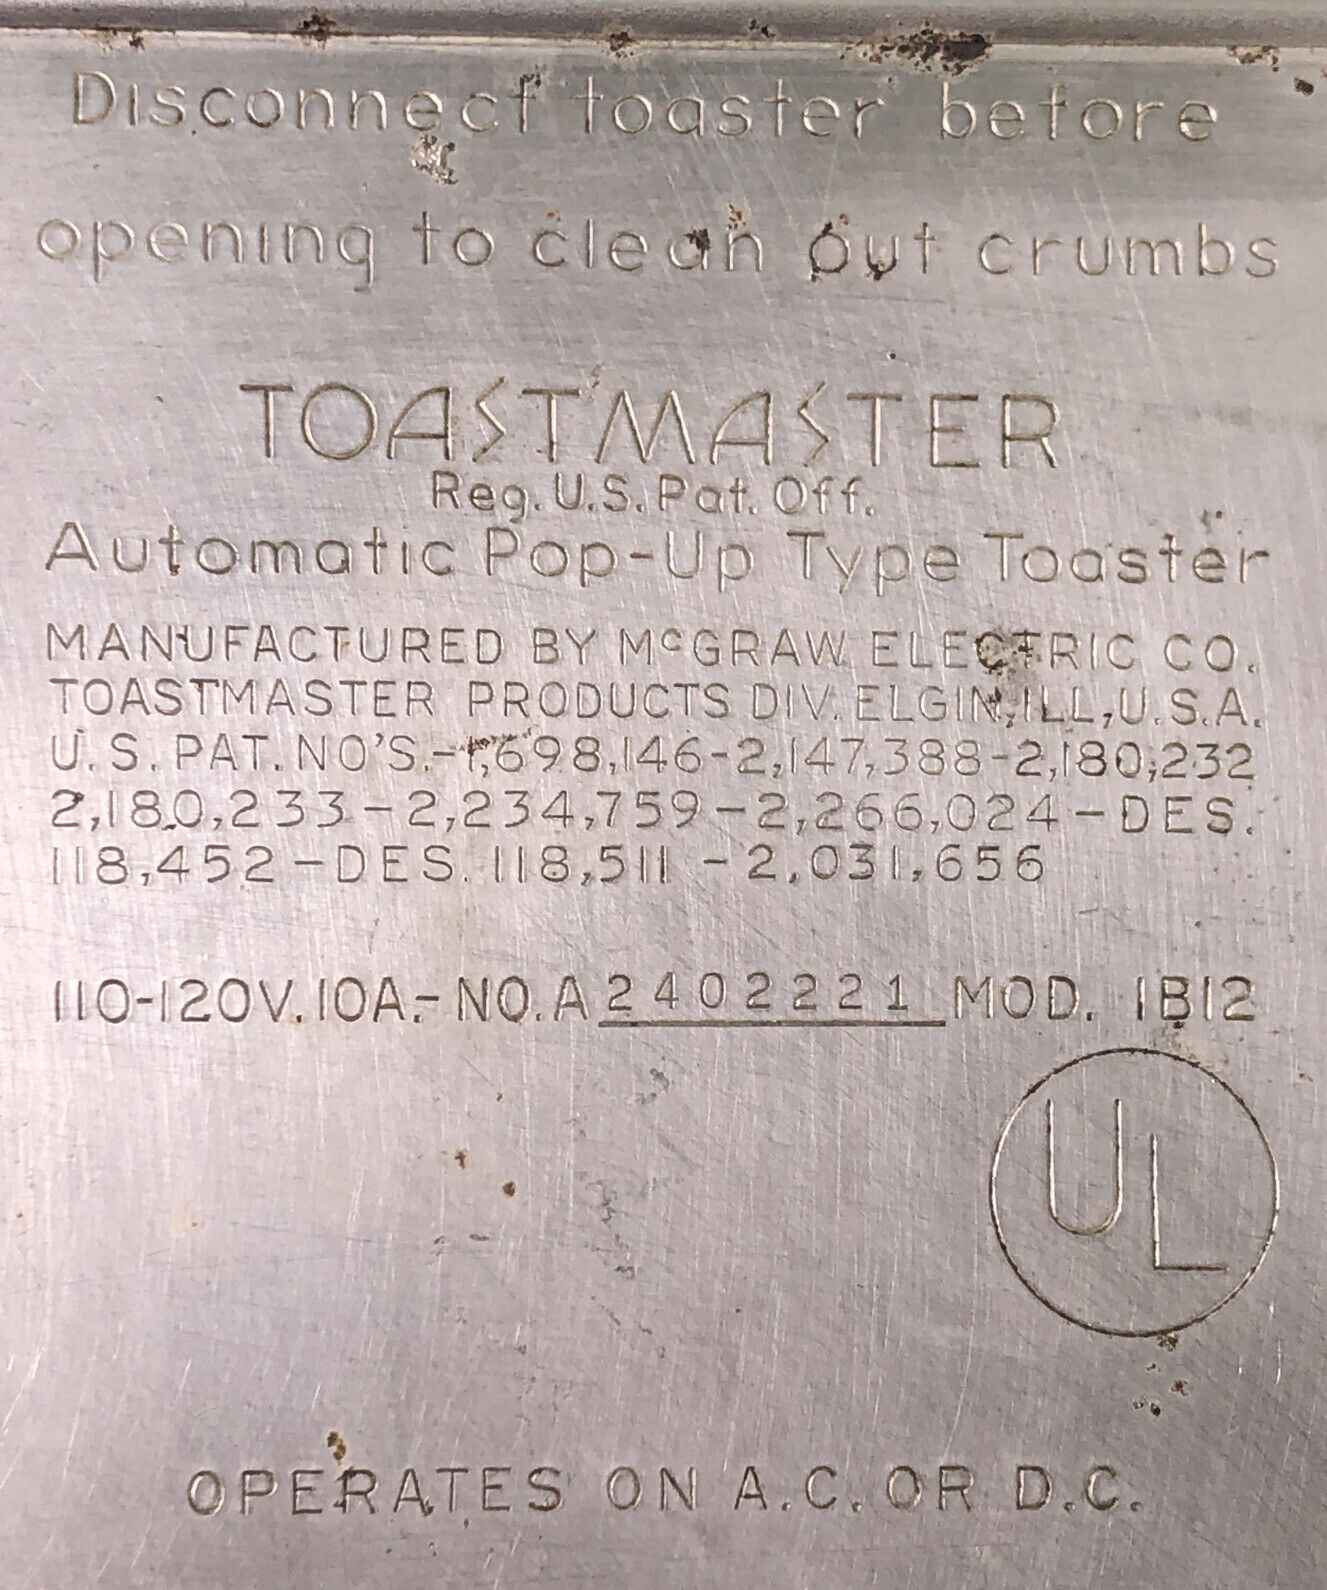 Disconnect toaster before
opening to clean out crumbs
TOASTMASTER
Reg. U.S. Pat. Off.
Automatic Pop-Up Type Toaster
MANUFACTURED BY McGRAW ELECTRIC CO.
TOASTMASTER PRODUCTS DIV. ELGIN, ILL, U.S.A.
U.S. PAT. NO'S.-1,698,146-2,147,388-2,180,232
2,180,233-2,234,759-2,266,024-DES.
118,452-DES. 118,511-2,031,656
110-120V. 10A.- NO. A 2402221 MOD. 1B12
UL
OPERATES ON A.C. OR D.C.